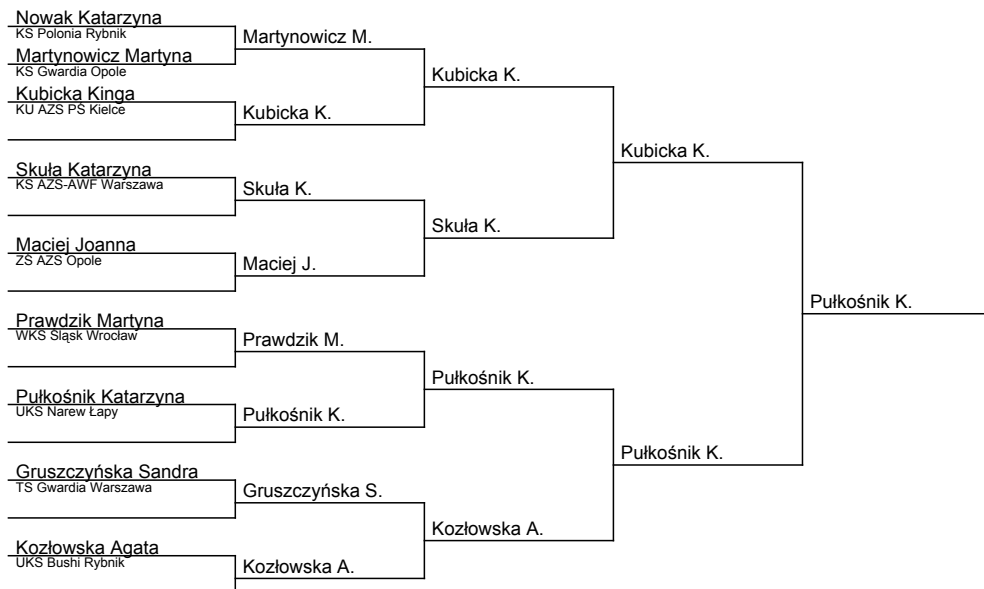 Nowak Katarzyna
KS Polonia Rybnik
Martynowicz Martyna
KS Gwardia Opole
Kubicka Kinga
KU AZS PŚ Kielce
Skuła Katarzyna
KS AZS-AWF Warszawa
Maciej Joanna
ZŚ AZS Opole
Prawdzik Martyna
WKS Śląsk Wrocław
Pułkośnik Katarzyna
UKS Narew Łapy
Gruszczyńska Sandra
TS Gwardia Warszawa
Kozłowska Agata
UKS Bushi Rybnik
Martynowicz M.
Kubicka K.
Skuła K.
Maciej J.
Prawdzik M.
Pułkośnik K.
Gruszczyńska S.
Kozłowska A.
Kubicka K.
Skuła K.
Pułkośnik K.
Kozłowska A.
Kubicka K.
Pułkośnik K.
Pułkośnik K.